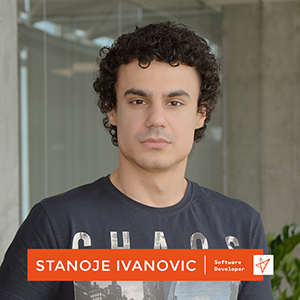 CHAOS
STANOJE IVANOVIC
Software
Developer